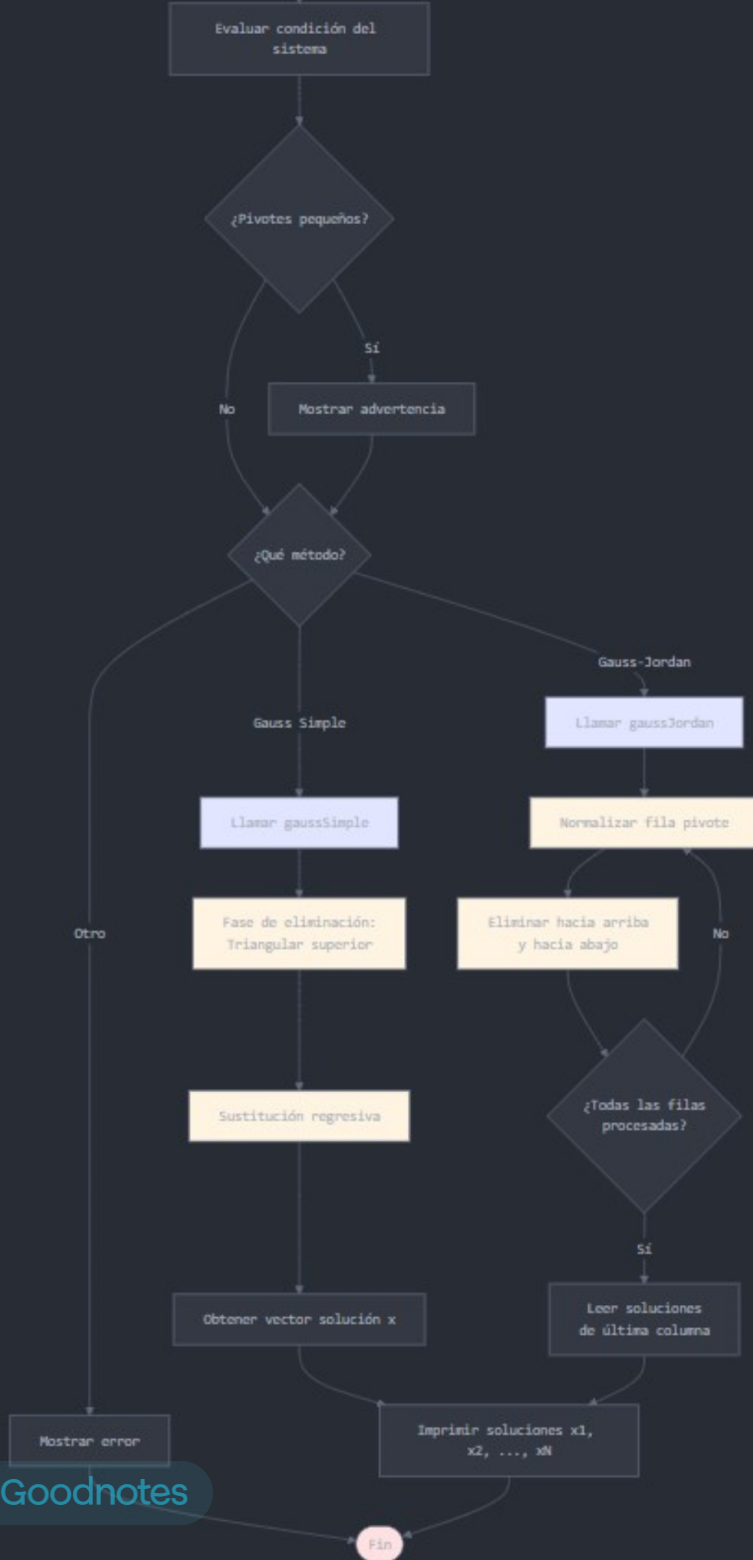 Evaluar condición del
sistema
¿Pivotes pequeños?
Sí
No
Mostrar advertencia
¿Qué método?
Gauss-Jordan
Llamar gaussJordan
Gauss Simple
Llamar gaussSimple
Normalizar fila pivote
Otro
Fase de eliminación:
Triangular superior
Eliminar hacia arriba
y hacia abajo
No
Sustitución regresiva
¿Todas las filas
procesadas?
Sí
Obtener vector solución x
Leer soluciones
de última columna
Mostrar error
Imprimir soluciones x1,
x2, ..., xN
Goodnotes
Fin